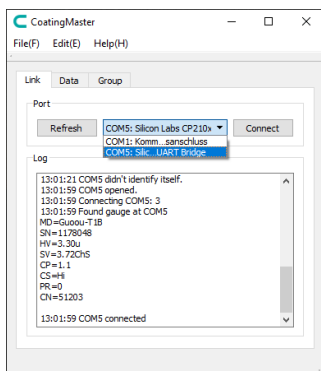 CoatingMaster
File(F) Edit(E) Help(H)
Link Data Group
Port
Refresh COM5: Silicon Labs CP210x Connect
COM1: Komm...sanschluss
COM5: Silic...UART Bridge
Log
13:01:21 COM5 didn't identify itself.
13:01:59 COM5 opened.
13:01:59 Connecting COM5: 3
13:01:59 Found gauge at COM5
MD=Guoou-T1B
SN=1178048
HV=3.30u
SV=3.72ChS
CP=1.1
CS=Hi
PR=0
CN=51203
13:01:59 COM5 connected